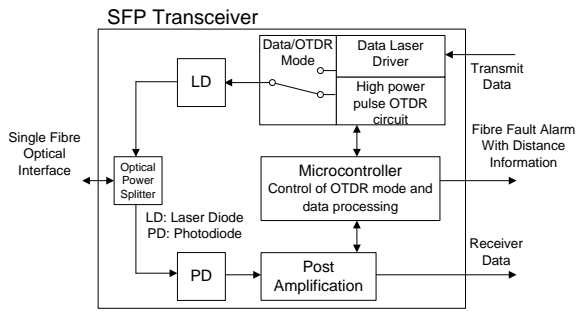 SFP Transceiver
Data/OTDR
Mode
Data Laser
Driver
High power
pulse OTDR
circuit
LD
Transmit
Data
Single Fibre
Optical
Interface
Optical
Power
Splitter
Microcontroller
Control of OTDR mode and
data processing
Fibre Fault Alarm
With Distance
Information
LD: Laser Diode
PD: Photodiode
PD
Post
Amplification
Receiver
Data